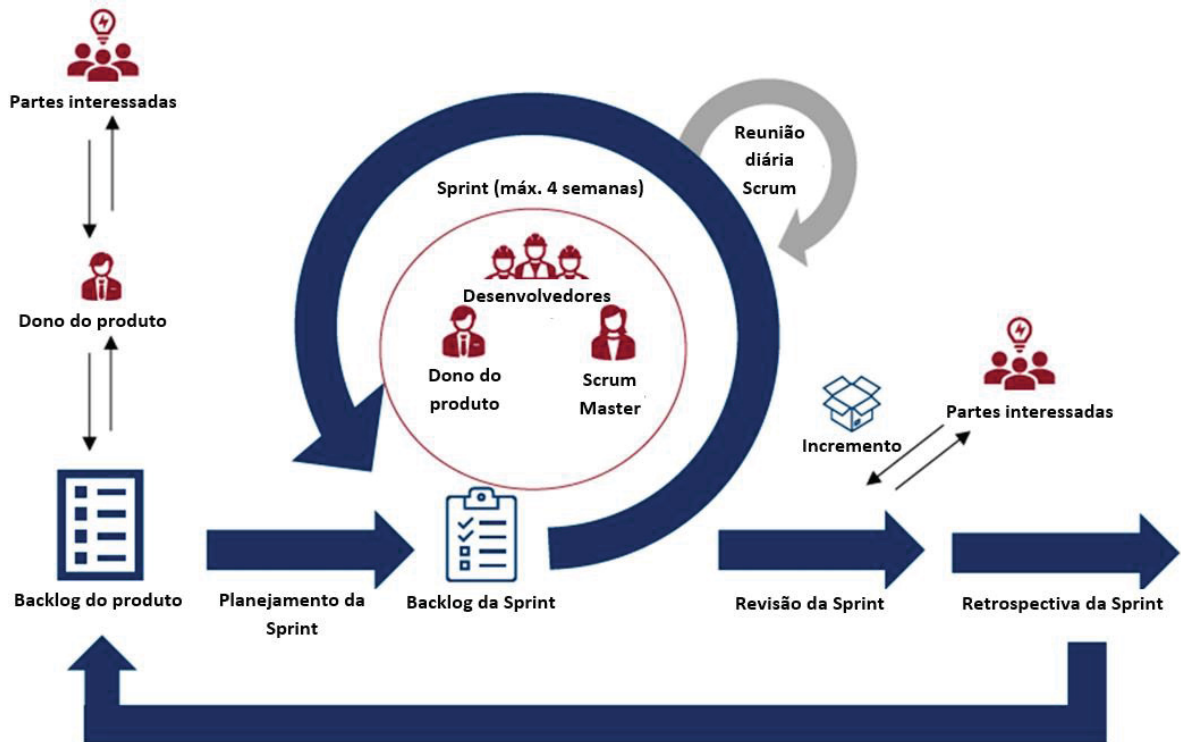 Partes interessadas
Dono do produto
Backlog do produto
Planejamento da
Sprint
Backlog da Sprint
Sprint (máx. 4 semanas)
Desenvolvedores
Dono do
produto
Scrum
Master
Reunião
diária
Scrum
Incremento
Partes interessadas
Revisão da Sprint
Retrospectiva da Sprint